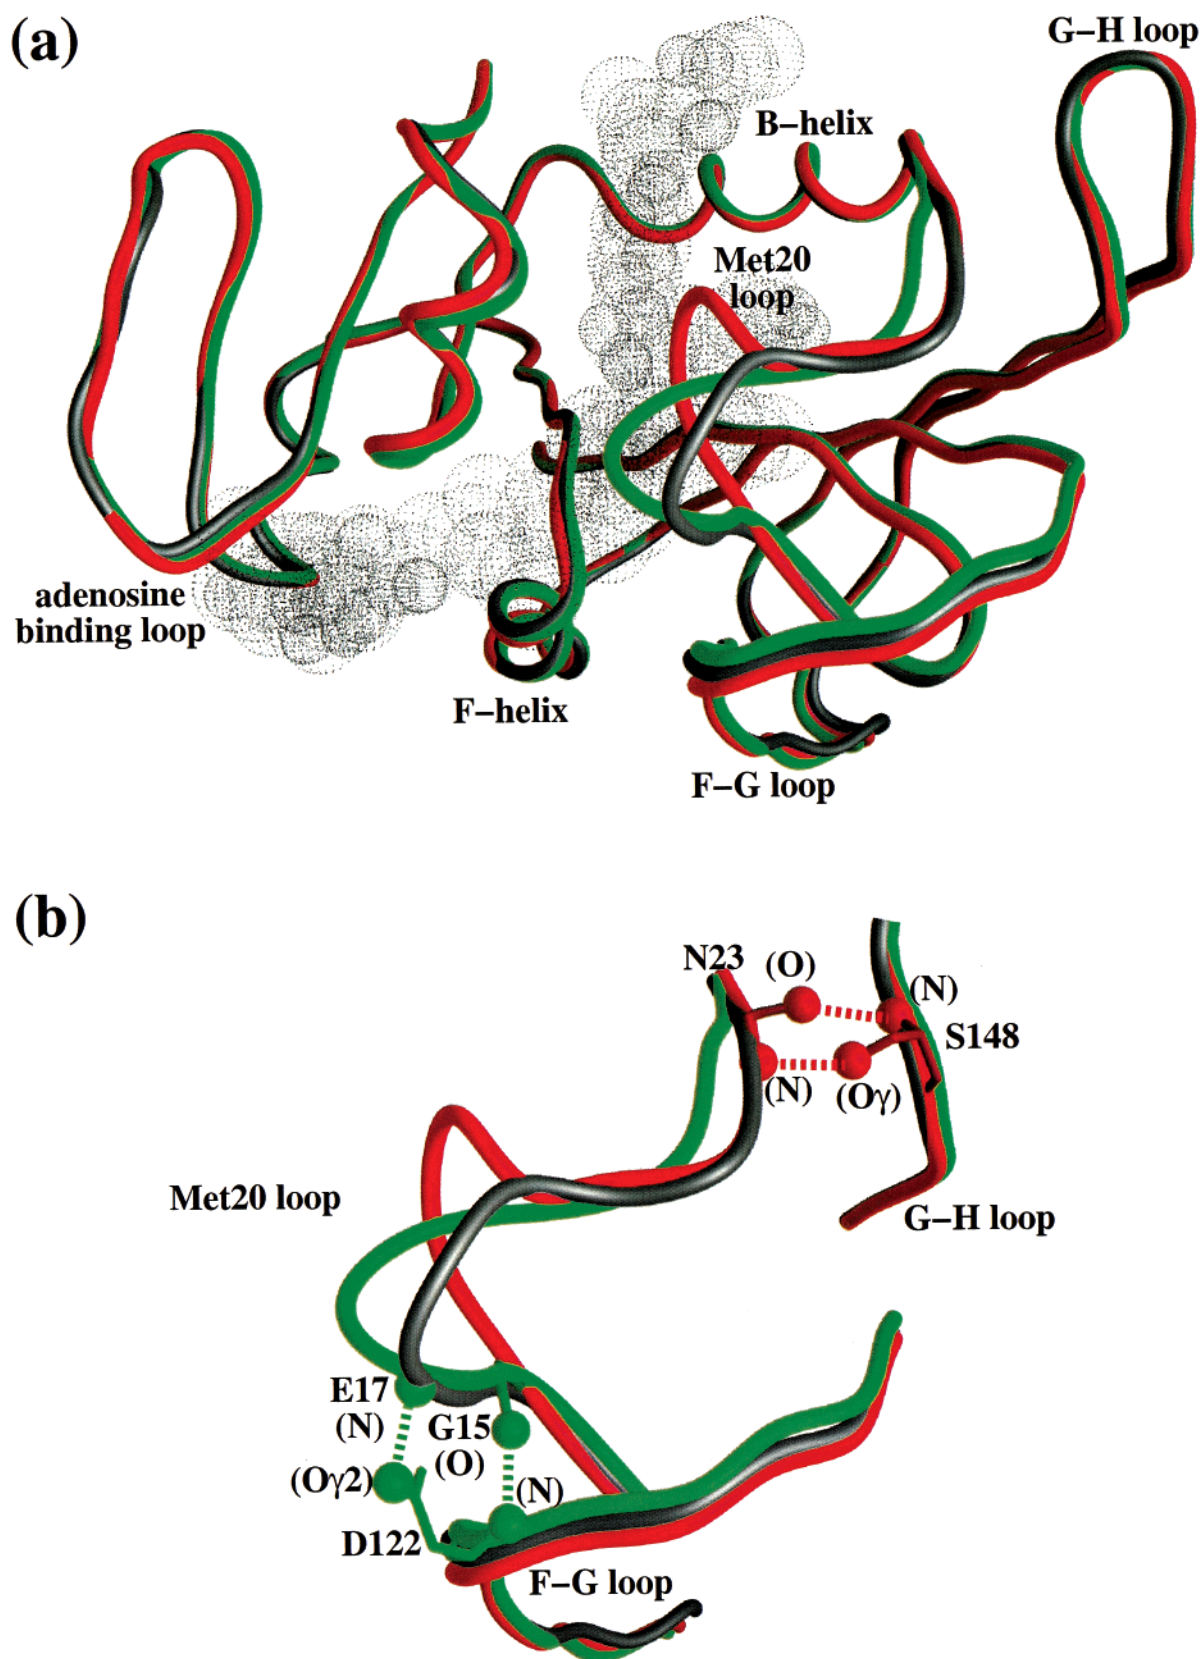 (a)
G–H loop
B–helix
Met20
loop
adenosine
binding loop
F–helix
F–G loop
(b)
N23
(O)
(N)
S148
(N)
(Oγ)
Met20 loop
G–H loop
E17
(N)
G15
(O)
(Oγ2)
(N)
D122
F–G loop